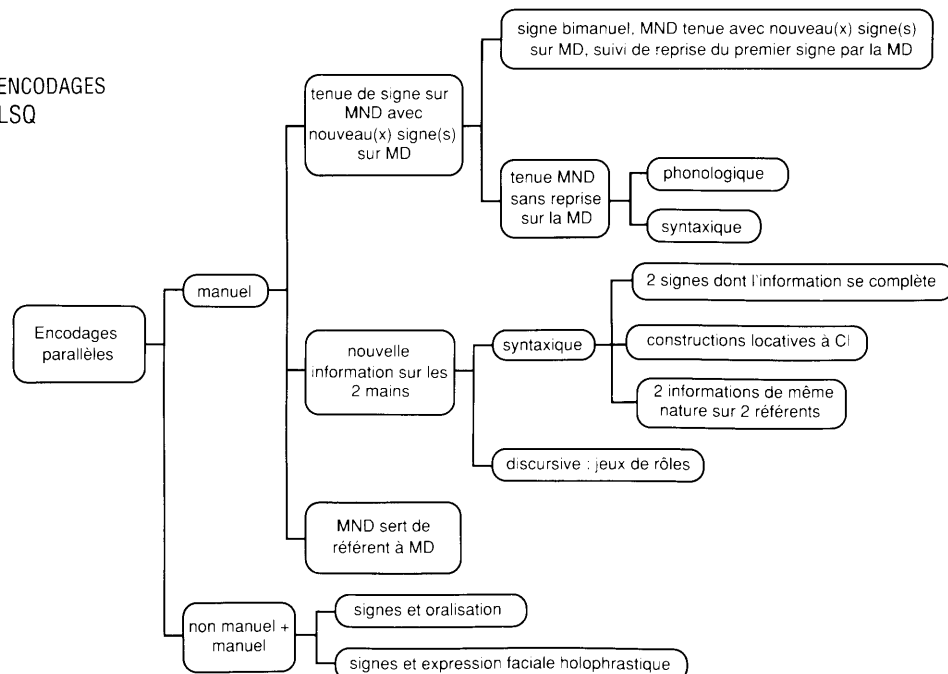 ENCODAGES
LSQ
Encodages
parallèles
manuel
tenue de signe sur
MND avec
nouveau(x) signe(s)
sur MD
signe bimanuel, MND tenue avec nouveau(x) signe(s)
sur MD, suivi de reprise du premier signe par la MD
tenue MND
sans reprise
sur la MD
phonologique
syntaxique
nouvelle
information sur les
2 mains
syntaxique
2 signes dont l'information se complète
constructions locatives à Cl
2 informations de même
nature sur 2 référents
discursive : jeux de rôles
MND sert de
référent à MD
non manuel +
manuel
signes et oralisation
signes et expression faciale holophrastique